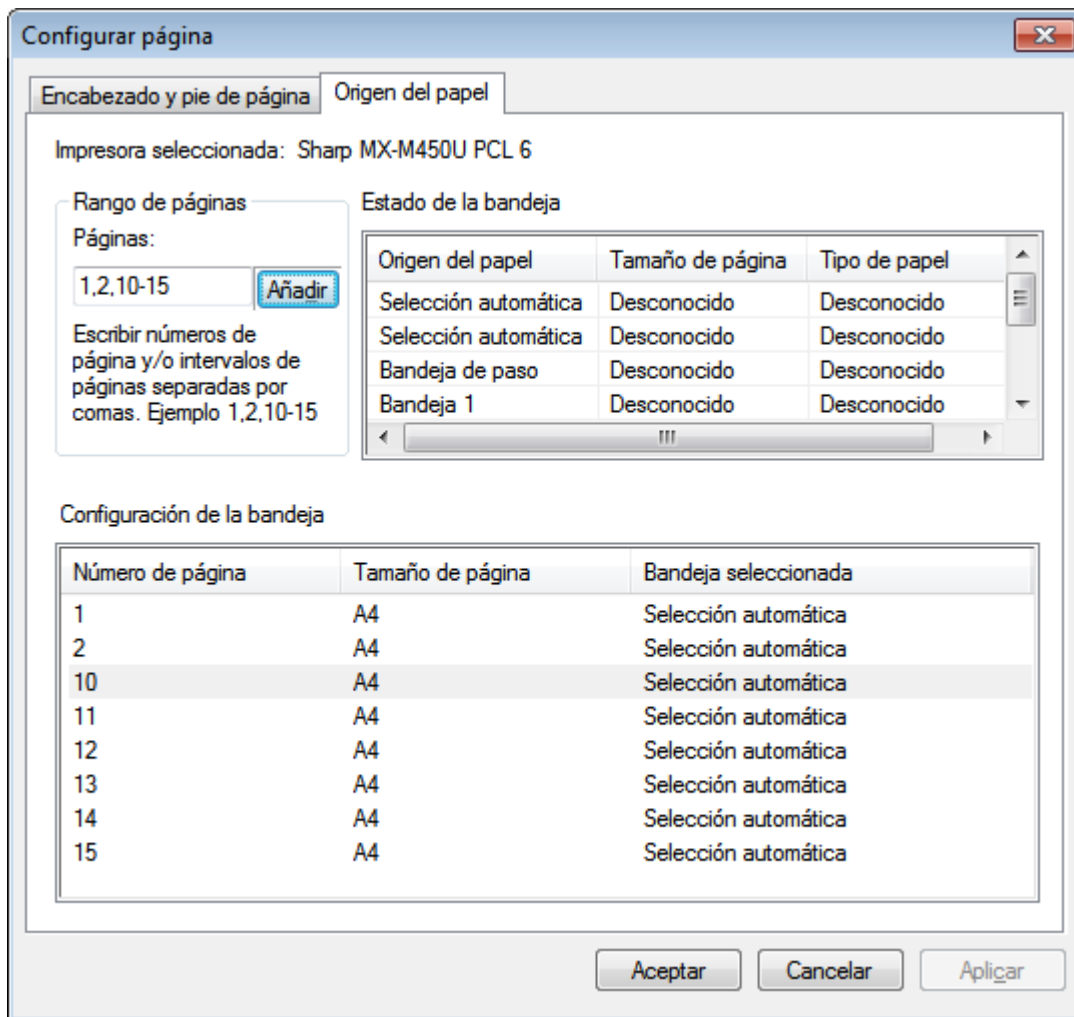 Configurar página
Encabezado y pie de página Origen del papel
Impresora seleccionada: Sharp MX-M450U PCL 6
Rango de páginas
Páginas:
1,2,10-15 Añadir
Escribir números de
página y/o intervalos de
páginas separadas por
comas. Ejemplo 1,2,10-15
Estado de la bandeja
Origen del papel Tamaño de página Tipo de papel
Selección automática Desconocido Desconocido
Selección automática Desconocido Desconocido
Bandeja de paso Desconocido Desconocido
Bandeja 1 Desconocido Desconocido
Configuración de la bandeja
Número de página Tamaño de página Bandeja seleccionada
1 A4 Selección automática
2 A4 Selección automática
10 A4 Selección automática
11 A4 Selección automática
12 A4 Selección automática
13 A4 Selección automática
14 A4 Selección automática
15 A4 Selección automática
Aceptar Cancelar Aplicar